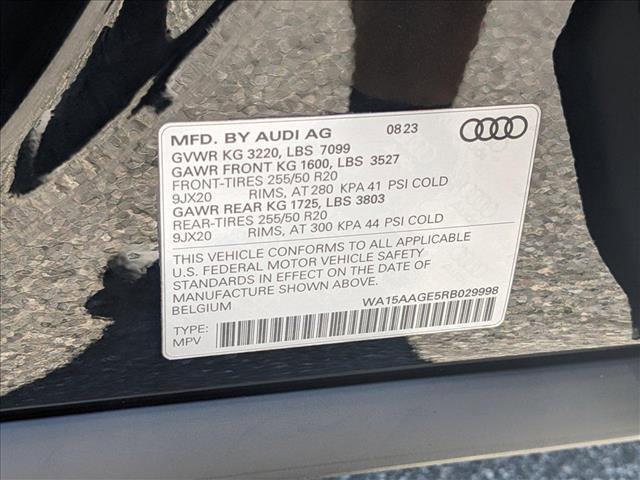 MFD. BY AUDI AG 08 23
GVWR KG 3220, LBS 7099
GAWR FRONT KG 1600, LBS 3527
FRONT-TIRES 255/50 R20
9JX20 RIMS, AT 280 KPA 41 PSI COLD
GAWR REAR KG 1725, LBS 3803
REAR-TIRES 255/50 R20
9JX20 RIMS, AT 300 KPA 44 PSI COLD
THIS VEHICLE CONFORMS TO ALL APPLICABLE
U.S. FEDERAL MOTOR VEHICLE SAFETY
STANDARDS IN EFFECT ON THE DATE OF
MANUFACTURE SHOWN ABOVE.
BELGIUM WA15AAGE5RB029998
TYPE:
MPV